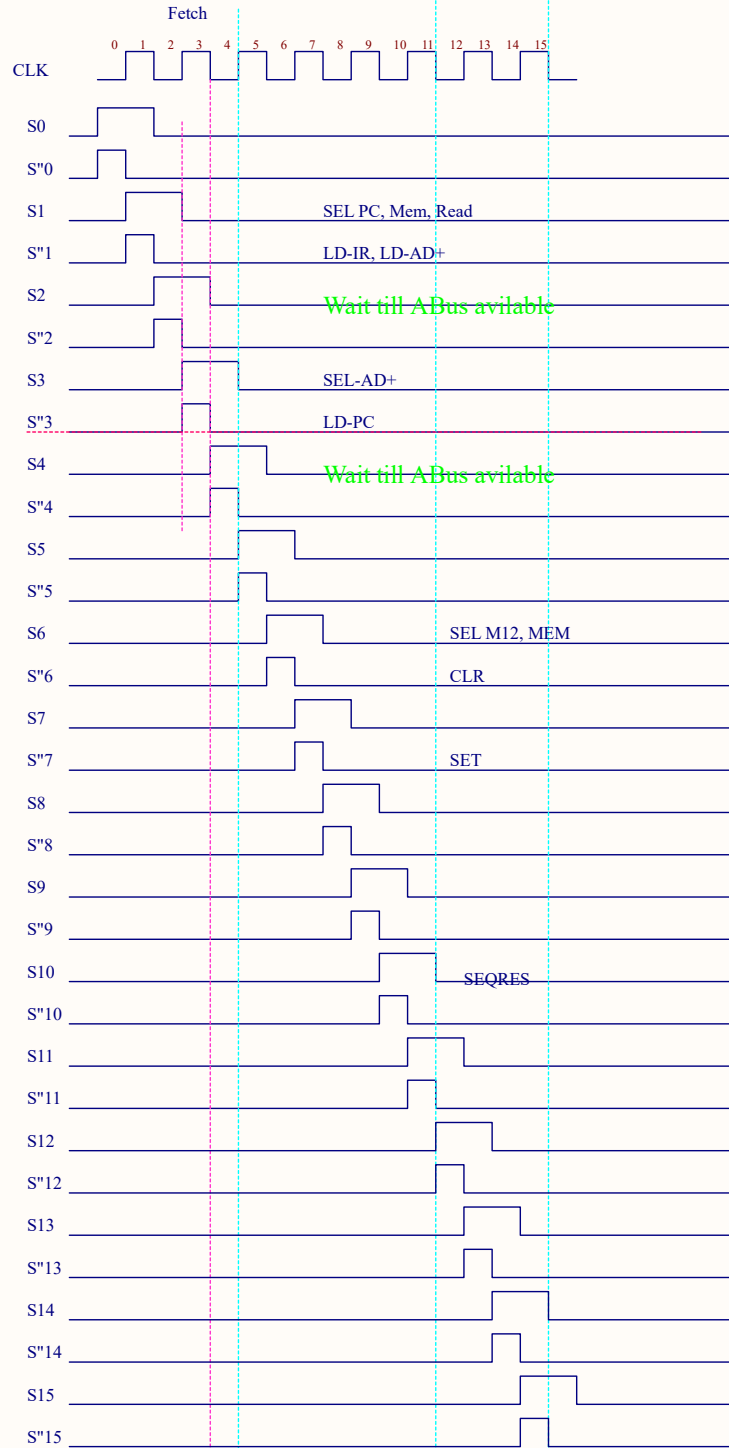 Fetch
0 1 2 3 4 5 6 7 8 9 10 11 12 13 14 15
CLK
S0
S"0
S1 SEL PC, Mem, Read
S"1 LD-IR, LD-AD+
S2 Wait till ABus avilable
S"2
S3 SEL-AD+
S"3 LD-PC
S4 Wait till ABus avilable
S"4
S5
S"5
S6 SEL M12, MEM
S"6 CLR
S7
S"7 SET
S8
S"8
S9
S"9
S10 SEQRES
S"10
S11
S"11
S12
S"12
S13
S"13
S14
S"14
S15
S"15